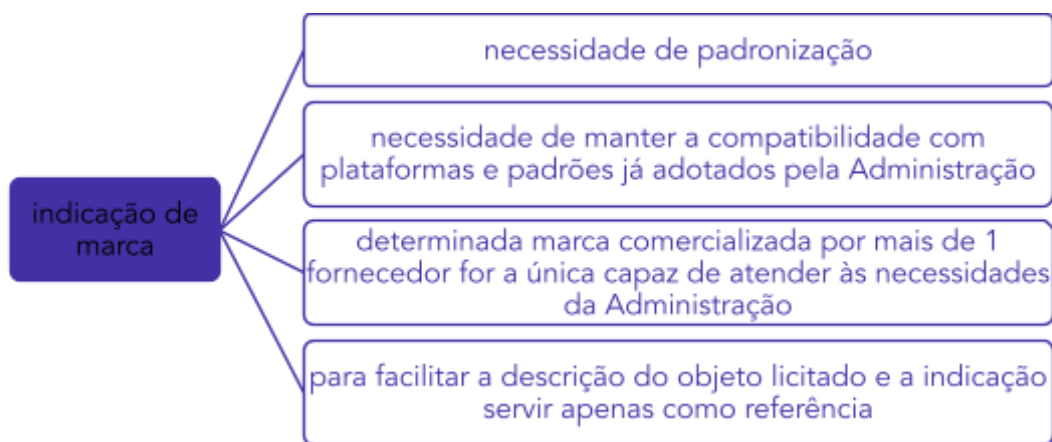 indicação de
marca
necessidade de padronização
necessidade de manter a compatibilidade com
plataformas e padrões já adotados pela Administração
determinada marca comercializada por mais de 1
fornecedor for a única capaz de atender às necessidades
da Administração
para facilitar a descrição do objeto licitado e a indicação
servir apenas como referência